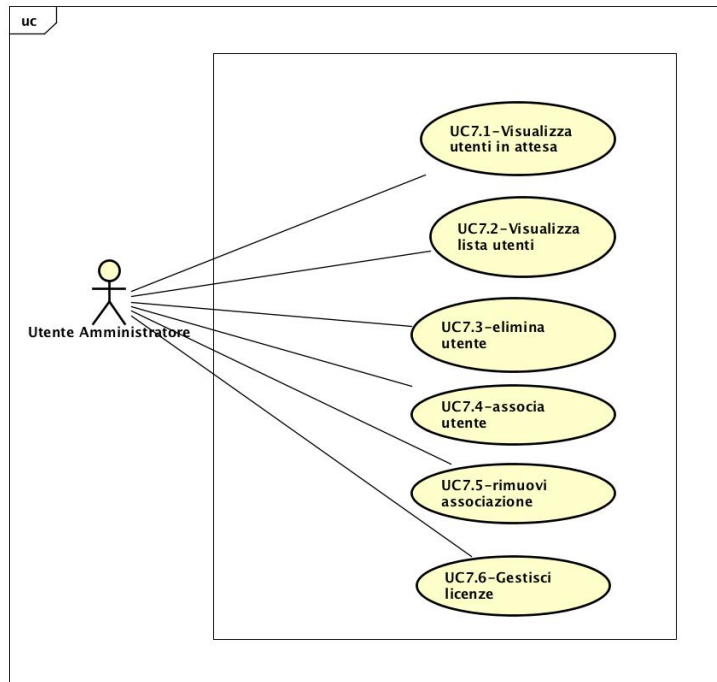 uc
UC7.1-Visualizza
utenti in attesa
UC7.2-Visualizza
lista utenti
Utente Amministratore
UC7.3-elimina
utente
UC7.4-associa
utente
UC7.5-rimuovi
associazione
UC7.6-Gestisci
licenze